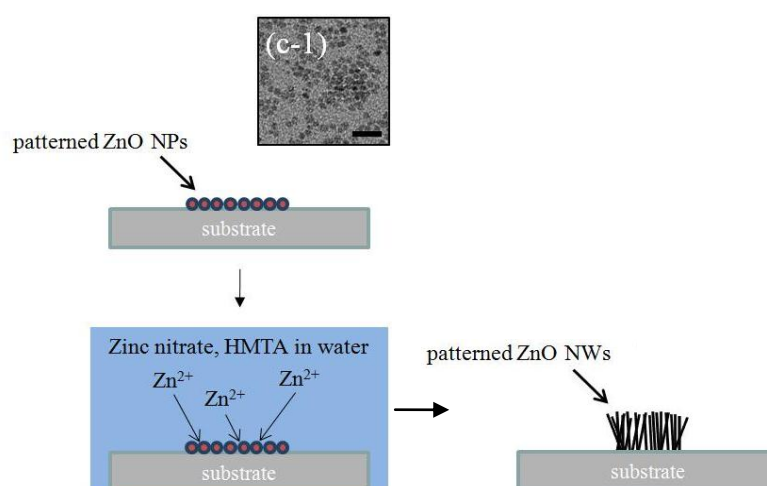 (c-1)
patterned ZnO NPs
substrate
Zinc nitrate, HMTA in water
Zn²⁺
Zn²⁺
Zn²⁺
substrate
patterned ZnO NWs
substrate